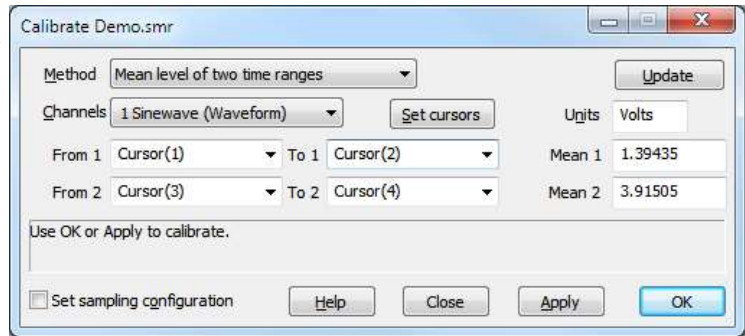 Calibrate Demo.smr
Method Mean level of two time ranges Update
Channels 1 Sinewave (Waveform) Set cursors Units Volts
From 1 Cursor(1) To 1 Cursor(2) Mean 1 1.39435
From 2 Cursor(3) To 2 Cursor(4) Mean 2 3.91505
Use OK or Apply to calibrate.
Set sampling configuration Help Close Apply OK